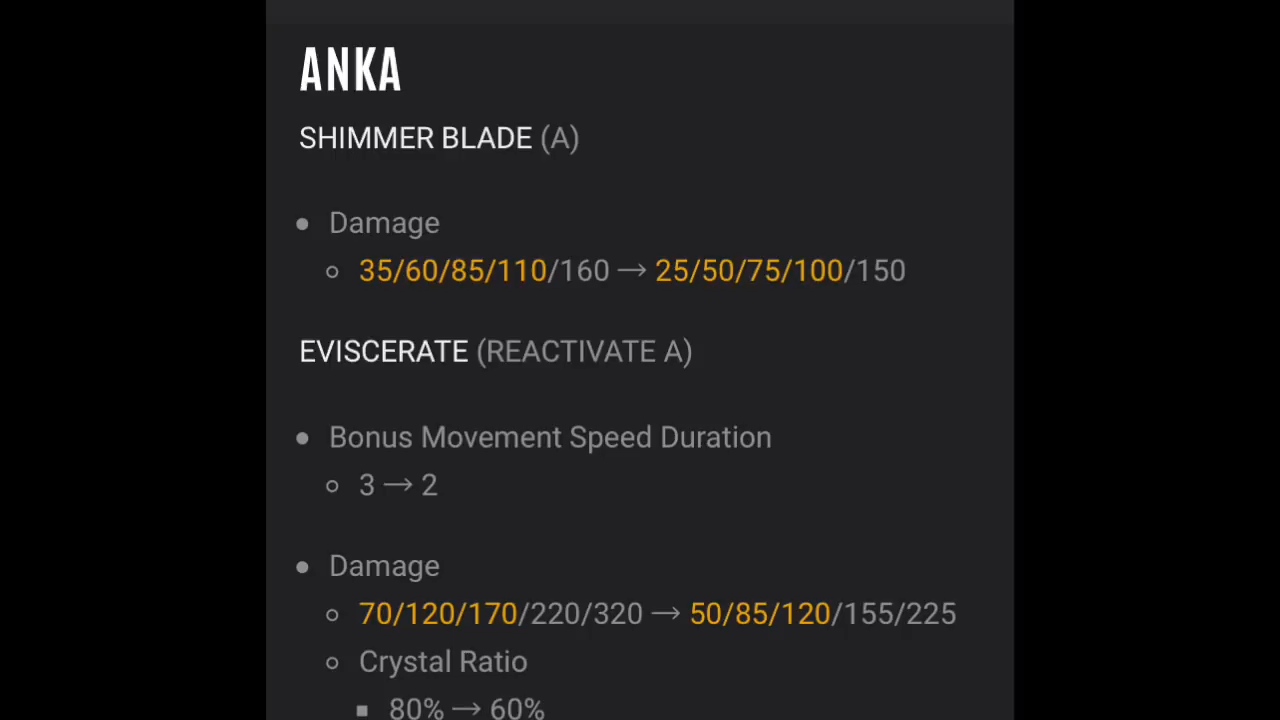 ANKA
SHIMMER BLADE (A)
● Damage
○ 35/60/85/110/160 → 25/50/75/100/150
EVISCERATE (REACTIVATE A)
● Bonus Movement Speed Duration
○ 3 → 2
● Damage
○ 70/120/170/220/320 → 50/85/120/155/225
○ Crystal Ratio
■ 80% → 60%